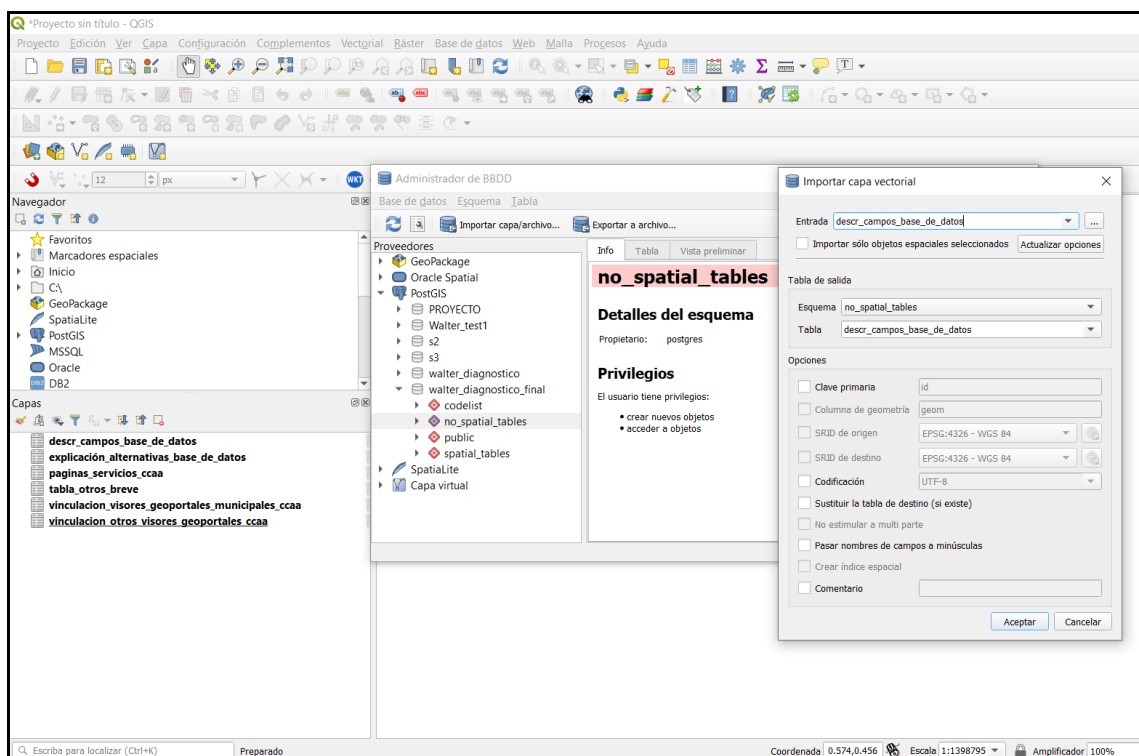 *Proyecto sin título - QGIS
Proyecto Edición Ver Capa Configuración Complementos Vectorial Ráster Base de datos Web Malla Procesos Ayuda
12 px WKT
Navegador
Favoritos
Marcadores espaciales
Inicio
C:\
GeoPackage
SpatiaLite
PostGIS
MSSQL
Oracle
DB2
Capas
descr_campos_base_de_datos
explicación_alternativas_base_de_datos
paginas_servicios_ccaa
tabla_otros_breve
vinculacion_visores_geoportales_municipales_ccaa
vinculacion_otros_visores_geoportales_ccaa
Administrador de BBDD
Base de datos Esquema Tabla
Importar capa/archivo... Exportar a archivo...
Proveedores
GeoPackage
Oracle Spatial
PostGIS
PROYECTO
Walter_test1
s2
s3
walter_diagnostico
walter_diagnostico_final
codelist
no_spatial_tables
public
spatial_tables
SpatiaLite
Capa virtual
Info Tabla Vista preliminar
no_spatial_tables
Detalles del esquema
Propietario: postgres
Privilegios
El usuario tiene privilegios:
• crear nuevos objetos
• acceder a objetos
Importar capa vectorial
Entrada descr_campos_base_de_datos ...
Importar sólo objetos espaciales seleccionados Actualizar opciones
Tabla de salida
Esquema no_spatial_tables
Tabla descr_campos_base_de_datos
Opciones
Clave primaria id
Columna de geometría geom
SRID de origen EPSG:4326 - WGS 84
SRID de destino EPSG:4326 - WGS 84
Codificación UTF-8
Sustituir la tabla de destino (si existe)
No estimular a multi parte
Pasar nombres de campos a minúsculas
Crear índice espacial
Comentario
Aceptar Cancelar
Escriba para localizar (Ctrl+K) Preparado Coordenada 0.574,0.456 Escala 1:1398795 Amplificador 100%